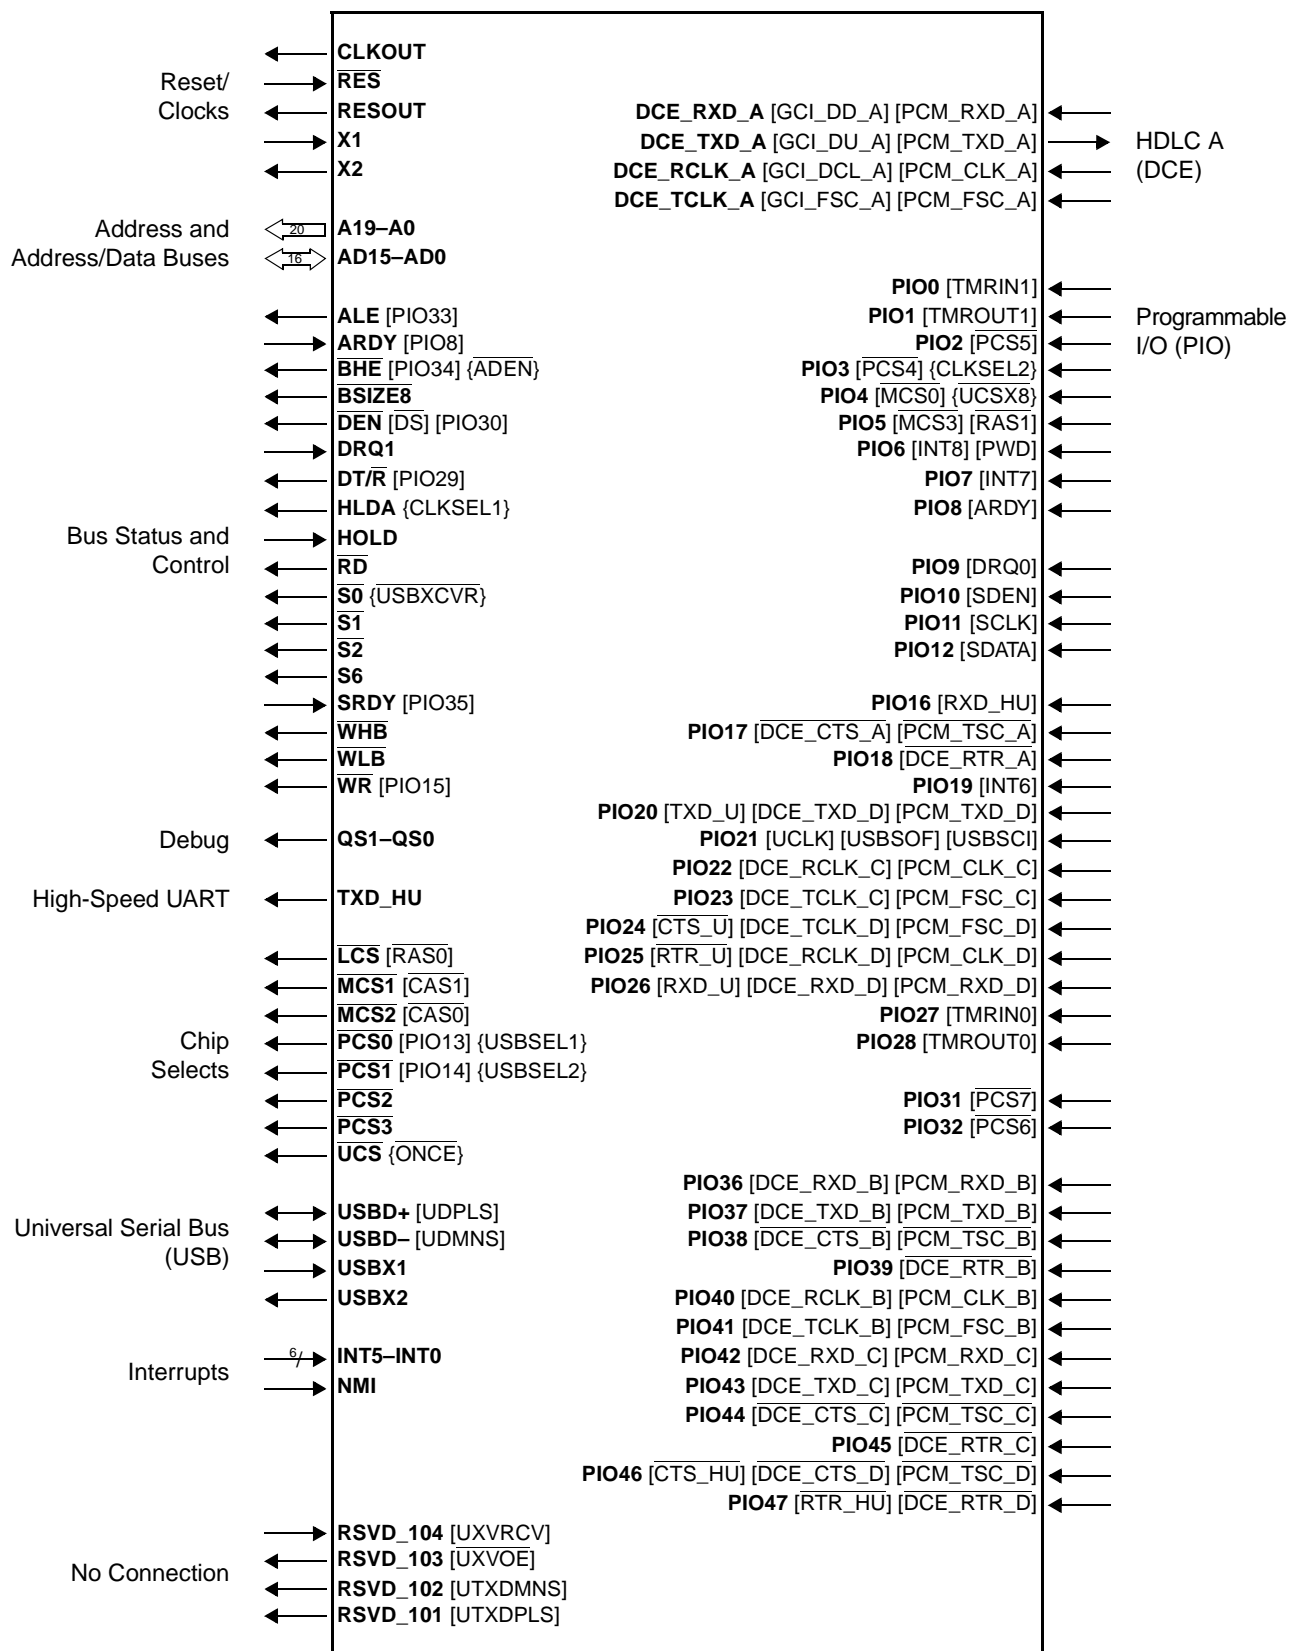 Reset/
Clocks
CLKOUT
RES
RESOUT
X1
X2
Address and
Address/Data Buses
20
A19–A0
16
AD15–AD0
Bus Status and
Control
ALE [PIO33]
ARDY [PIO8]
BHE [PIO34] {ADEN}
BSIZE8
DEN [DS] [PIO30]
DRQ1
DT/R [PIO29]
HLDA {CLKSEL1}
HOLD
RD
S0 {USBXCVR}
S1
S2
S6
SRDY [PIO35]
WHB
WLB
WR [PIO15]
Debug
QS1–QS0
High-Speed UART
TXD_HU
Chip
Selects
LCS [RAS0]
MCS1 [CAS1]
MCS2 [CAS0]
PCS0 [PIO13] {USBSEL1}
PCS1 [PIO14] {USBSEL2}
PCS2
PCS3
UCS {ONCE}
Universal Serial Bus
(USB)
USBD+ [UDPLS]
USBD– [UDMNS]
USBX1
USBX2
Interrupts
6/
INT5–INT0
NMI
No Connection
RSVD_104 [UXVRCV]
RSVD_103 [UXVOE]
RSVD_102 [UTXDMNS]
RSVD_101 [UTXDPLS]
DCE_RXD_A [GCI_DD_A] [PCM_RXD_A]
DCE_TXD_A [GCI_DU_A] [PCM_TXD_A]
DCE_RCLK_A [GCI_DCL_A] [PCM_CLK_A]
DCE_TCLK_A [GCI_FSC_A] [PCM_FSC_A]
HDLC A
(DCE)
PIO0 [TMRIN1]
PIO1 [TMROUT1]
PIO2 [PCS5]
PIO3 [PCS4] {CLKSEL2}
PIO4 [MCS0] {UCSX8}
PIO5 [MCS3] [RAS1]
PIO6 [INT8] [PWD]
PIO7 [INT7]
PIO8 [ARDY]
PIO9 [DRQ0]
PIO10 [SDEN]
PIO11 [SCLK]
PIO12 [SDATA]
PIO16 [RXD_HU]
PIO17 [DCE_CTS_A] [PCM_TSC_A]
PIO18 [DCE_RTR_A]
PIO19 [INT6]
PIO20 [TXD_U] [DCE_TXD_D] [PCM_TXD_D]
PIO21 [UCLK] [USBSOF] [USBSCI]
PIO22 [DCE_RCLK_C] [PCM_CLK_C]
PIO23 [DCE_TCLK_C] [PCM_FSC_C]
PIO24 [CTS_U] [DCE_TCLK_D] [PCM_FSC_D]
PIO25 [RTR_U] [DCE_RCLK_D] [PCM_CLK_D]
PIO26 [RXD_U] [DCE_RXD_D] [PCM_RXD_D]
PIO27 [TMRIN0]
PIO28 [TMROUT0]
PIO31 [PCS7]
PIO32 [PCS6]
PIO36 [DCE_RXD_B] [PCM_RXD_B]
PIO37 [DCE_TXD_B] [PCM_TXD_B]
PIO38 [DCE_CTS_B] [PCM_TSC_B]
PIO39 [DCE_RTR_B]
PIO40 [DCE_RCLK_B] [PCM_CLK_B]
PIO41 [DCE_TCLK_B] [PCM_FSC_B]
PIO42 [DCE_RXD_C] [PCM_RXD_C]
PIO43 [DCE_TXD_C] [PCM_TXD_C]
PIO44 [DCE_CTS_C] [PCM_TSC_C]
PIO45 [DCE_RTR_C]
PIO46 [CTS_HU] [DCE_CTS_D] [PCM_TSC_D]
PIO47 [RTR_HU] [DCE_RTR_D]
Programmable
I/O (PIO)